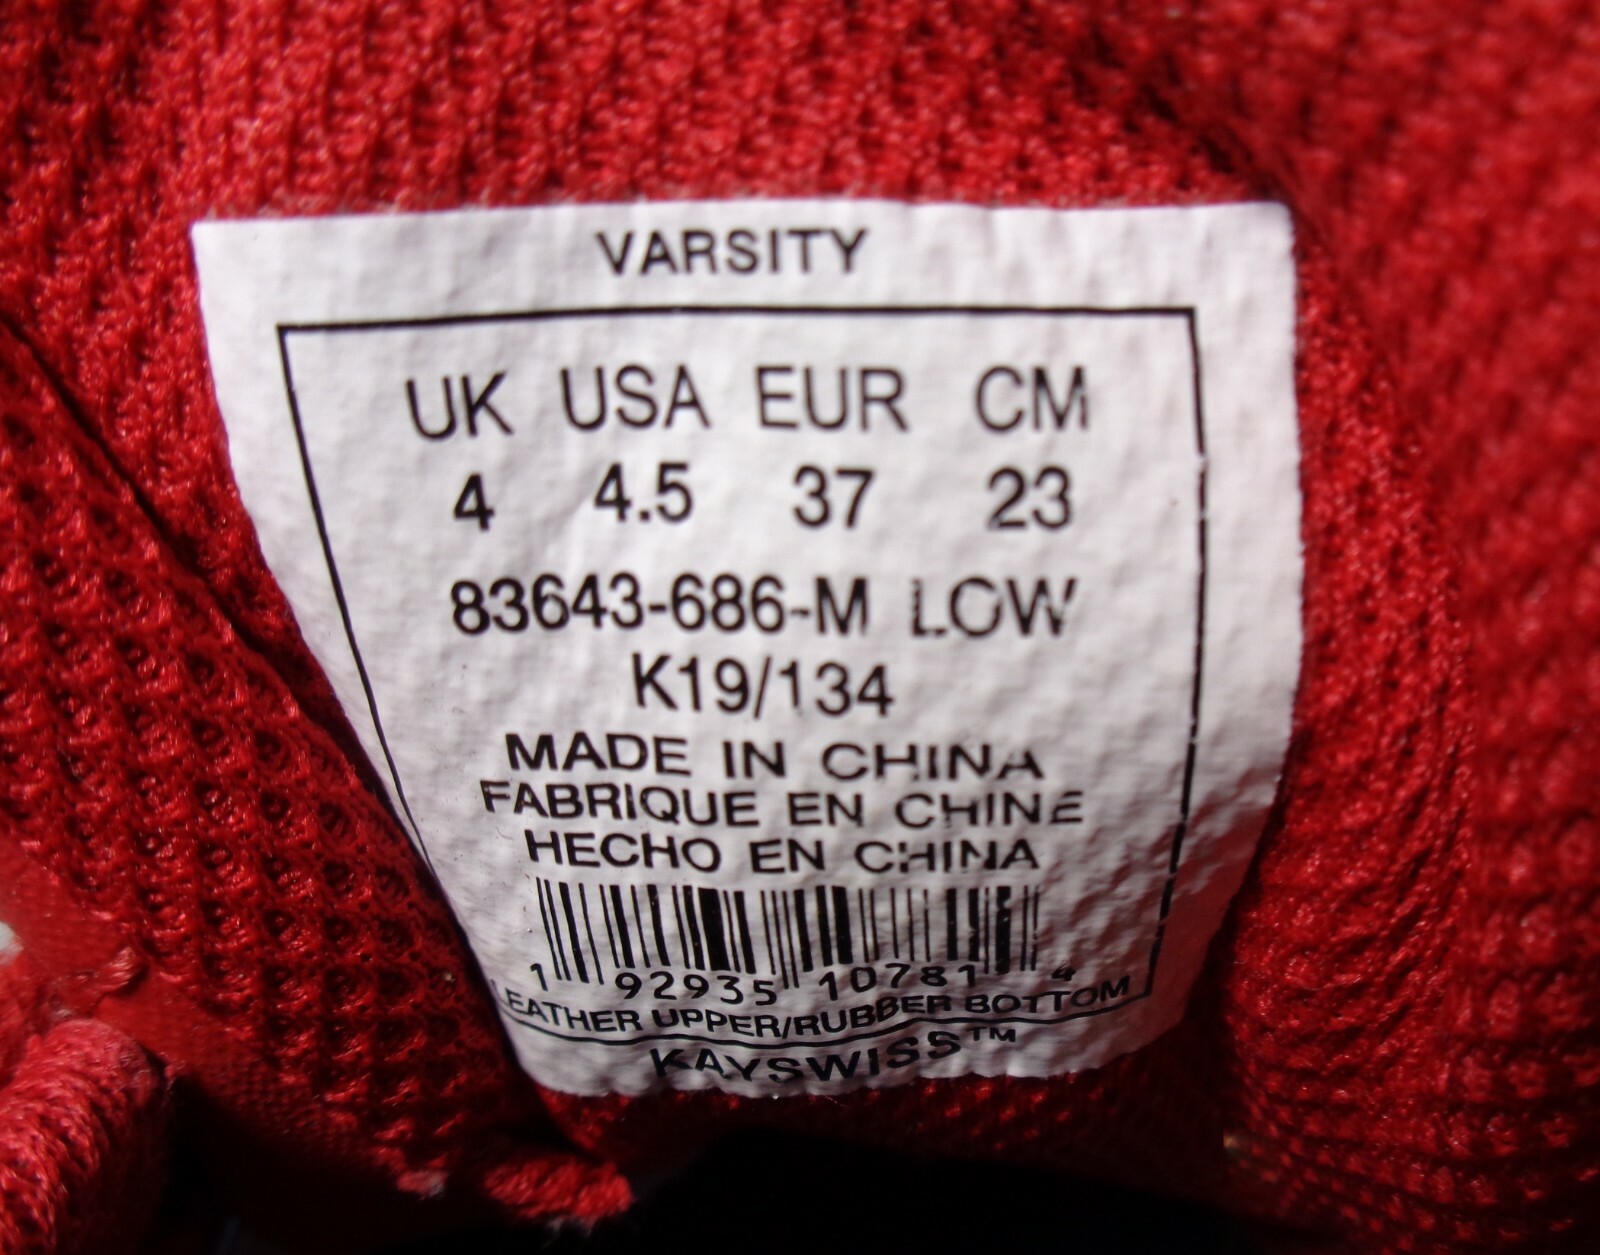 VARSITY
UK USA EUR CM
4 4.5 37 23
83643-686-M LOW
K19/134
MADE IN CHINA
FABRIQUE EN CHINE
HECHO EN CHINA
1 92935 10781 4
LEATHER UPPER/RUBBER BOTTOM
KAYSWISS™